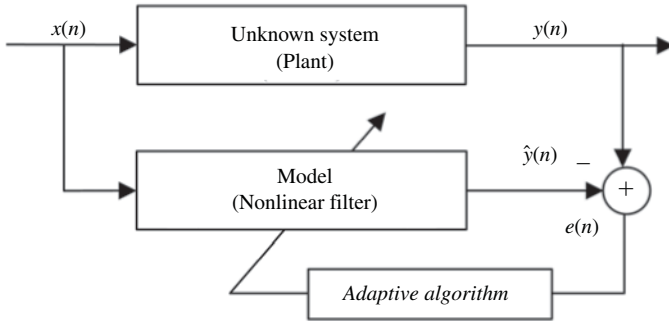 x(n)
Unknown system
(Plant)
y(n)
Model
(Nonlinear filter)
ŷ(n)
−
+
e(n)
Adaptive algorithm